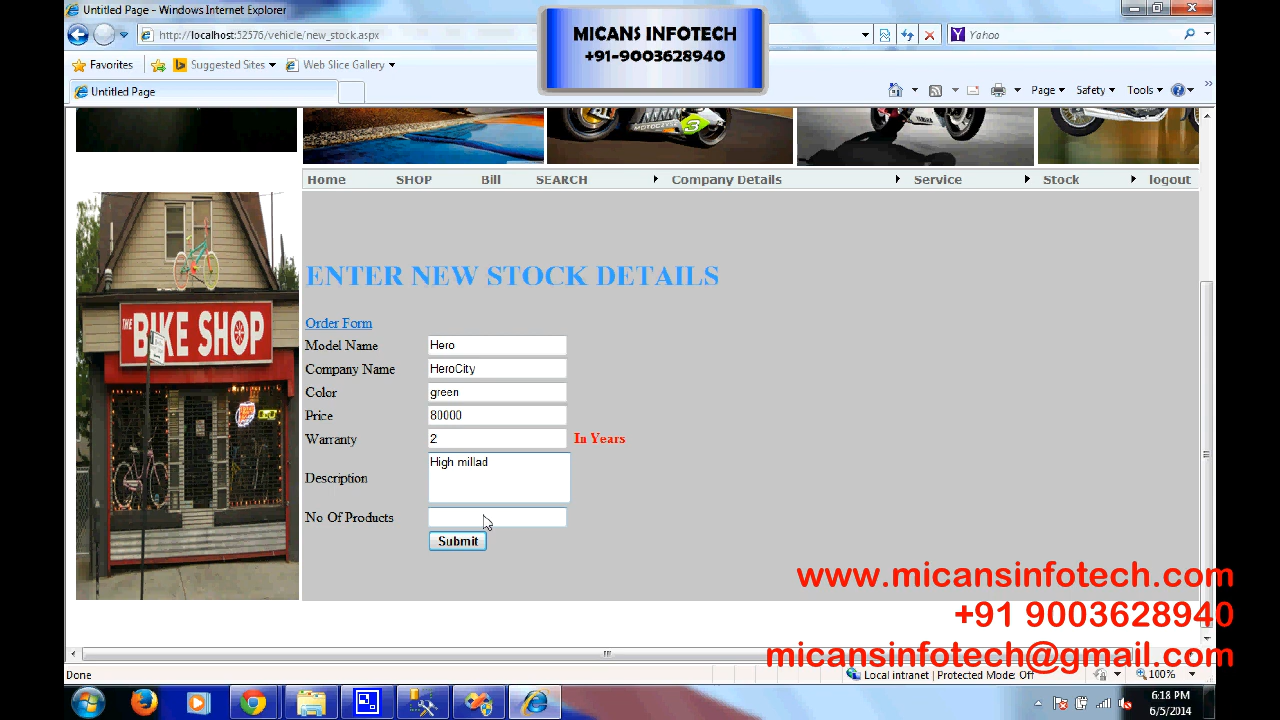 Untitled Page - Windows Internet Explorer
MICANS INFOTECH
+91-9003628940
http://localhost:52576/vehicle/new_stock.aspx
Yahoo
Favorites
Suggested Sites
Web Slice Gallery
Untitled Page
Page
Safety
Tools
MOTOCZYSZ 3
YAMAHA
Home
SHOP
Bill
SEARCH
Company Details
Service
Stock
logout
ENTER NEW STOCK DETAILS
THE BIKE SHOP
Order Form
Model Name Hero
Company Name HeroCity
Color green
Price 80000
Warranty 2 In Years
Description High millad
No Of Products
Submit
www.micansinfotech.com
+91 9003628940
micansinfotech@gmail.com
Done
Local intranet | Protected Mode: Off
100%
6:18 PM
6/5/2014